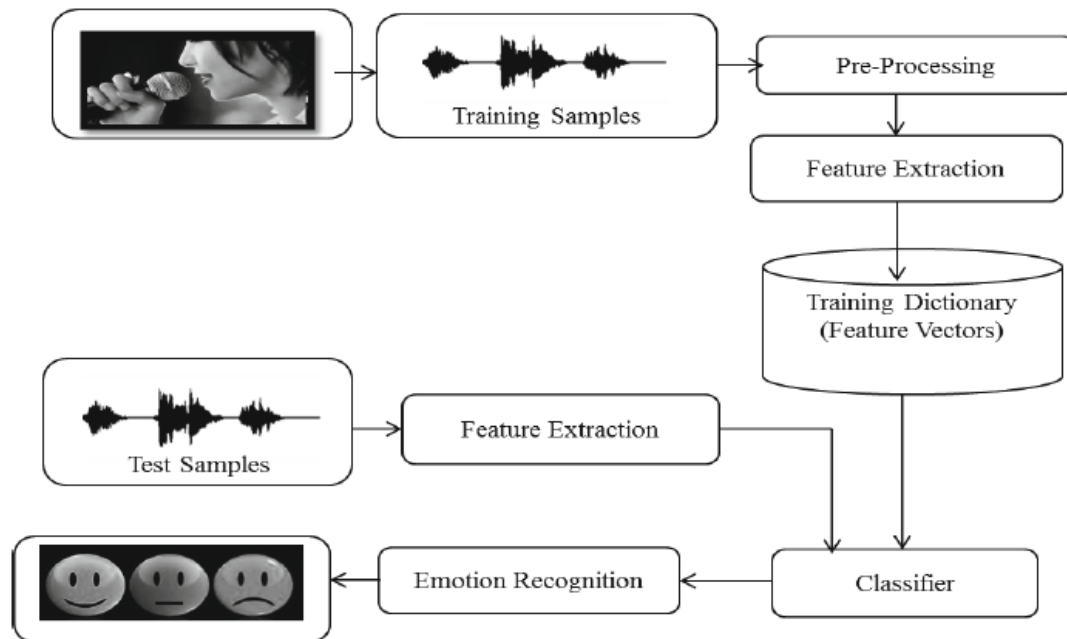 Training Samples
Pre-Processing
Feature Extraction
Training Dictionary
(Feature Vectors)
Test Samples
Feature Extraction
Emotion Recognition
Classifier